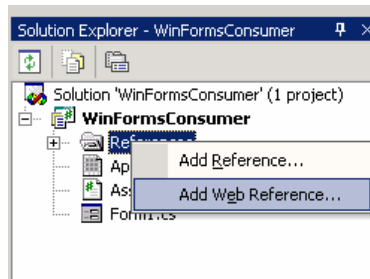 Solution Explorer - WinFormsConsumer
Solution 'WinFormsConsumer' (1 project)
WinFormsConsumer
Add Reference...
Add Web Reference...
Form1.cs